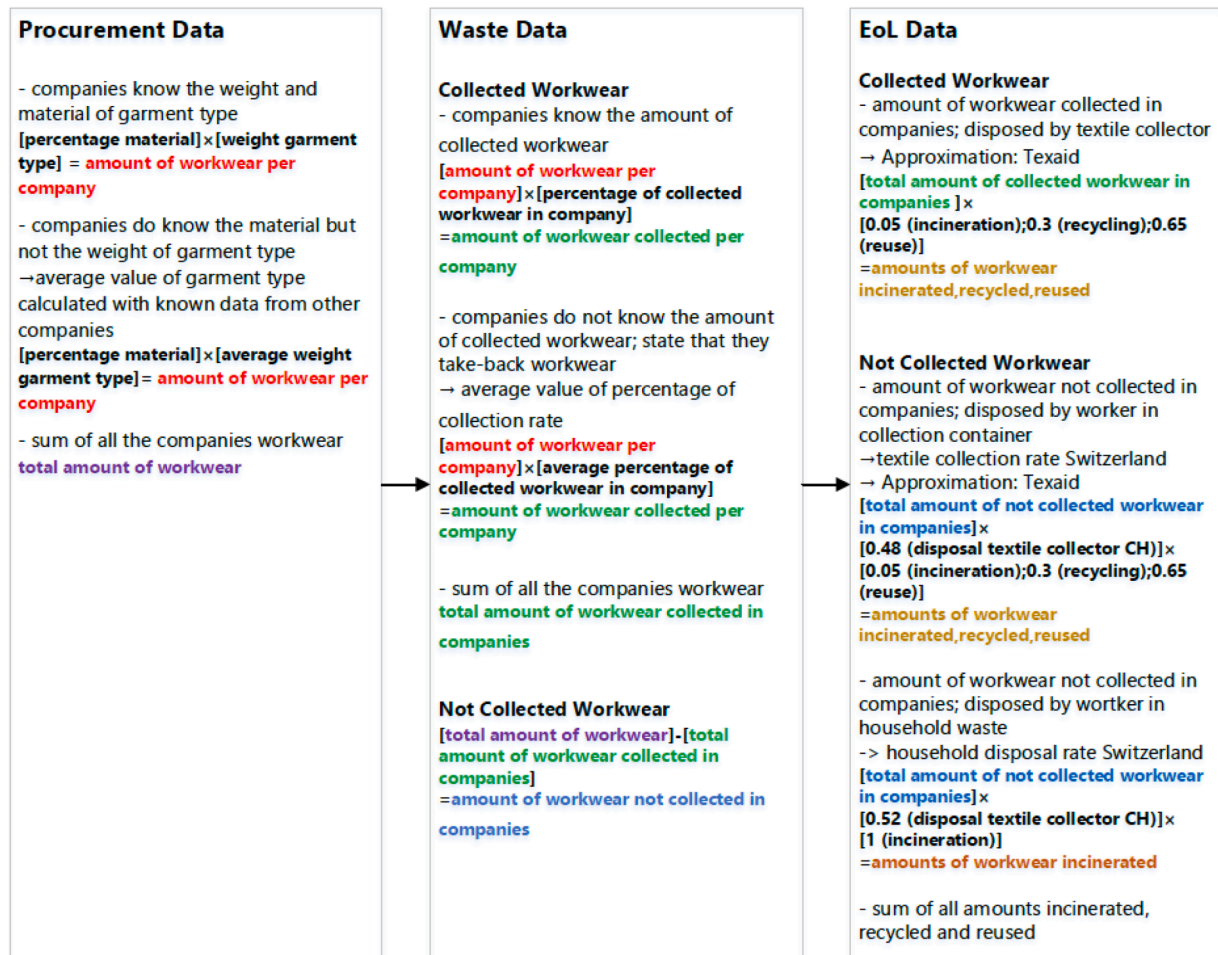 Procurement Data
- companies know the weight and
material of garment type
[percentage material]×[weight garment
type] = amount of workwear per
company
- companies do know the material but
not the weight of garment type
→average value of garment type
calculated with known data from other
companies
[percentage material]×[average weight
garment type]= amount of workwear per
company
- sum of all the companies workwear
total amount of workwear
Waste Data
Collected Workwear
- companies know the amount of
collected workwear
[amount of workwear per
company]×[percentage of collected
workwear in company]
=amount of workwear collected per
company
- companies do not know the amount
of collected workwear; state that they
take-back workwear
→ average value of percentage of
collection rate
[amount of workwear per
company]×[average percentage of
collected workwear in company]
=amount of workwear collected per
company
- sum of all the companies workwear
total amount of workwear collected in
companies
Not Collected Workwear
[total amount of workwear]-[total
amount of workwear collected in
companies]
=amount of workwear not collected in
companies
EoL Data
Collected Workwear
- amount of workwear collected in
companies; disposed by textile collector
→ Approximation: Texaid
[total amount of collected workwear in
companies ]×
[0.05 (incineration);0.3 (recycling);0.65
(reuse)]
=amounts of workwear
incinerated,recycled,reused
Not Collected Workwear
- amount of workwear not collected in
companies; disposed by worker in
collection container
→textile collection rate Switzerland
→ Approximation: Texaid
[total amount of not collected workwear
in companies]×
[0.48 (disposal textile collector CH)]×
[0.05 (incineration);0.3 (recycling);0.65
(reuse)]
=amounts of workwear
incinerated,recycled,reused
- amount of workwear not collected in
companies; disposed by wortker in
household waste
-> household disposal rate Switzerland
[total amount of not collected workwear
in companies]×
[0.52 (disposal textile collector CH)]×
[1 (incineration)]
=amounts of workwear incinerated
- sum of all amounts incinerated,
recycled and reused